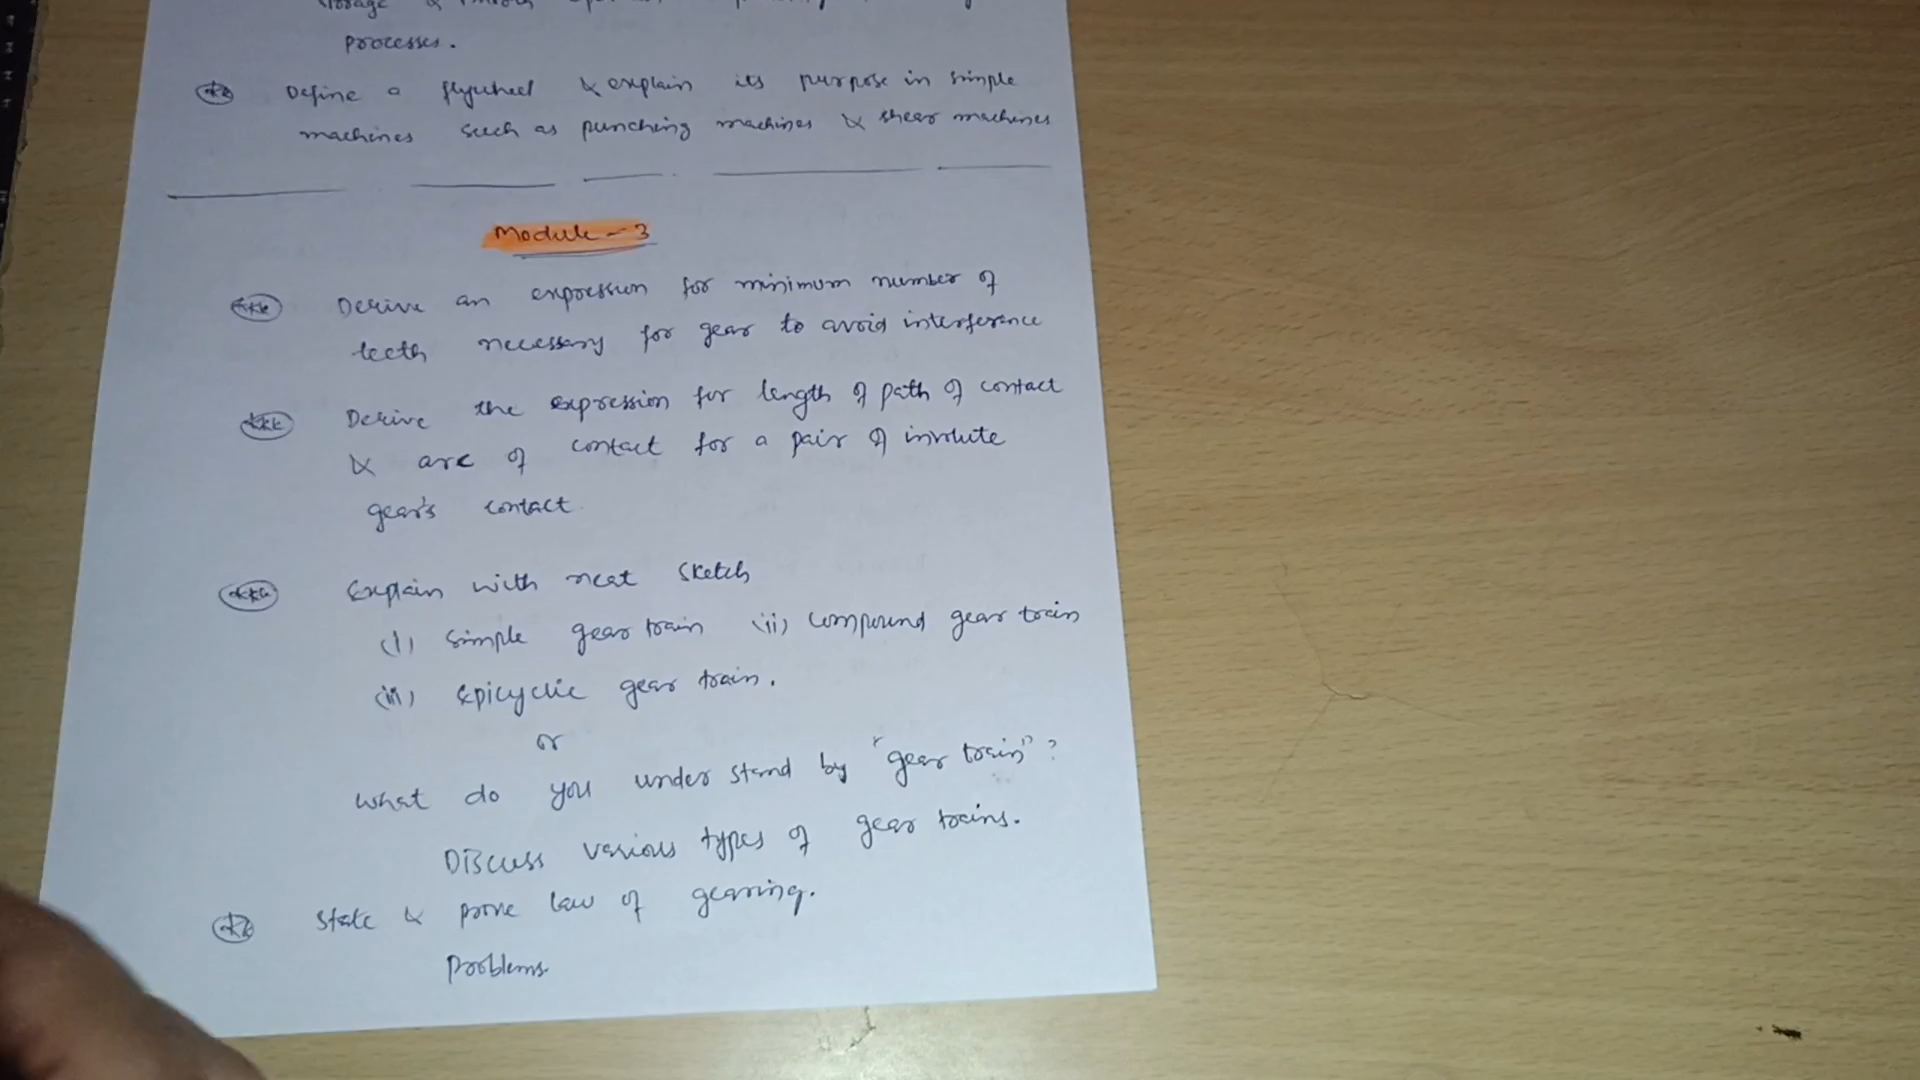 processes.
** Define a flywheel & explain its purpose in simple
machines such as punching machines & shear machines
Module - 3
*** Derive an expression for minimum number of
teeth necessary for gear to avoid interference
*** Derive the expression for length of path of contact
& arc of contact for a pair of involute
gear's contact.
*** Explain with neat sketch
(i) simple gear train (ii) compound gear train
(iii) Epicyclic gear train.
or
What do you understand by "gear train"?
Discuss various types of gear trains.
** State & prove law of gearing.
Problems